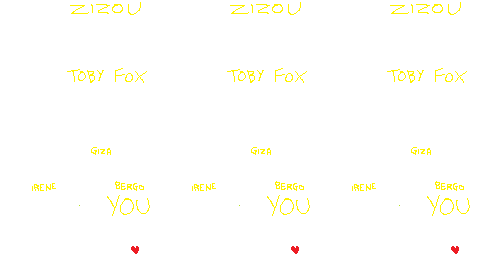 ZIZOU ZIZOU ZIZOU
TOBY FOX TOBY FOX TOBY FOX
GIZA GIZA GIZA
IRENE BERGO IRENE BERGO IRENE BERGO
YOU YOU YOU